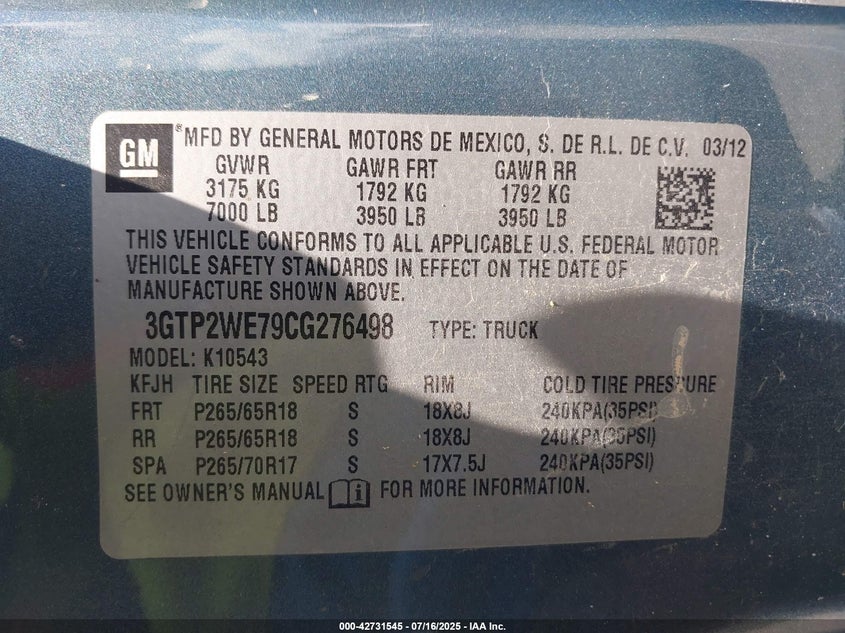 GM ® MFD BY GENERAL MOTORS DE MEXICO, S. DE R.L. DE C.V. 03/12
GVWR GAWR FRT GAWR RR
3175 KG 1792 KG 1792 KG
7000 LB 3950 LB 3950 LB
THIS VEHICLE CONFORMS TO ALL APPLICABLE U.S. FEDERAL MOTOR
VEHICLE SAFETY STANDARDS IN EFFECT ON THE DATE OF
MANUFACTURE SHOWN ABOVE.
3GTP2WE79CG276498 TYPE: TRUCK
MODEL: K10543
KFJH TIRE SIZE SPEED RTG RIM COLD TIRE PRESSURE
FRT P265/65R18 S 18X8J 240KPA(35PSI)
RR P265/65R18 S 18X8J 240KPA(35PSI)
SPA P265/70R17 S 17X7.5J 240KPA(35PSI)
SEE OWNER'S MANUAL i FOR MORE INFORMATION.
000-42731545 / 07/16/2025 - IAA Inc.